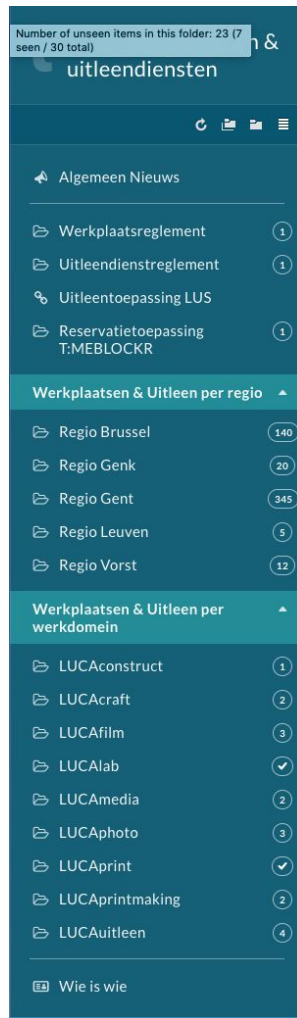 Number of unseen items in this folder: 23 (7
seen / 30 total)
&
uitleendiensten
Algemeen Nieuws
Werkplaatsreglement 1
Uitleendienstreglement 1
Uitleentoepassing LUS
Reservatietoepassing 1
T:MEBLOCKR
Werkplaatsen & Uitleen per regio
Regio Brussel 140
Regio Genk 20
Regio Gent 345
Regio Leuven 5
Regio Vorst 12
Werkplaatsen & Uitleen per
werkdomein
LUCAconstruct 1
LUCAcraft 2
LUCAfilm 3
LUCAlab
LUCAmedia 2
LUCAphoto 3
LUCAprint
LUCAprintmaking 2
LUCAuitleen 4
Wie is wie